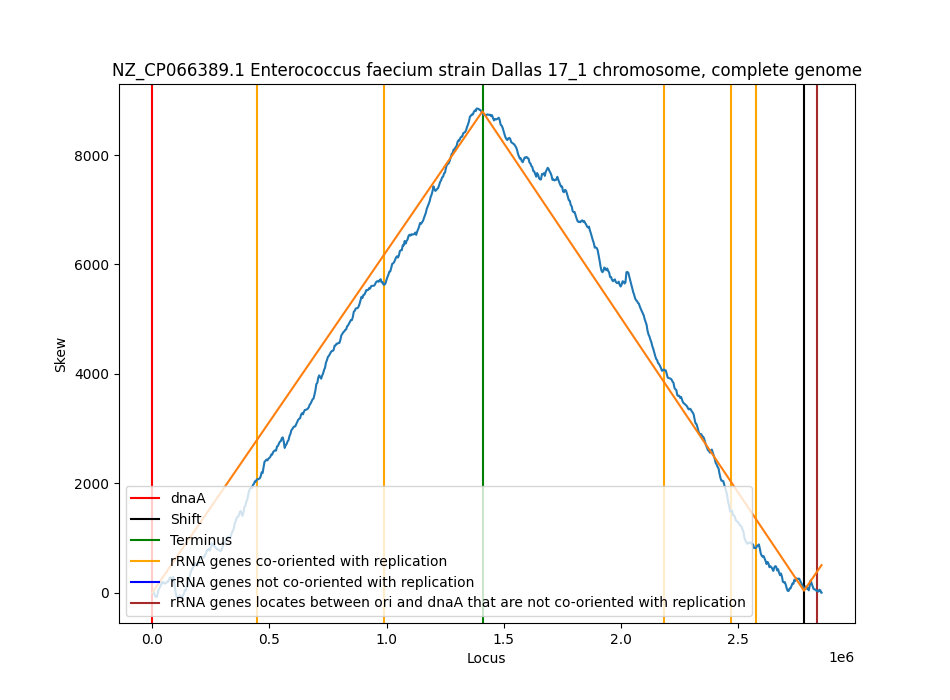 NZ_CP066389.1 Enterococcus faecium strain Dallas 17_1 chromosome, complete genome
Skew
8000
6000
4000
2000
0
dnaA
Shift
Terminus
rRNA genes co-oriented with replication
rRNA genes not co-oriented with replication
rRNA genes locates between ori and dnaA that are not co-oriented with replication
0.0 0.5 1.0 1.5 2.0 2.5
1e6
Locus